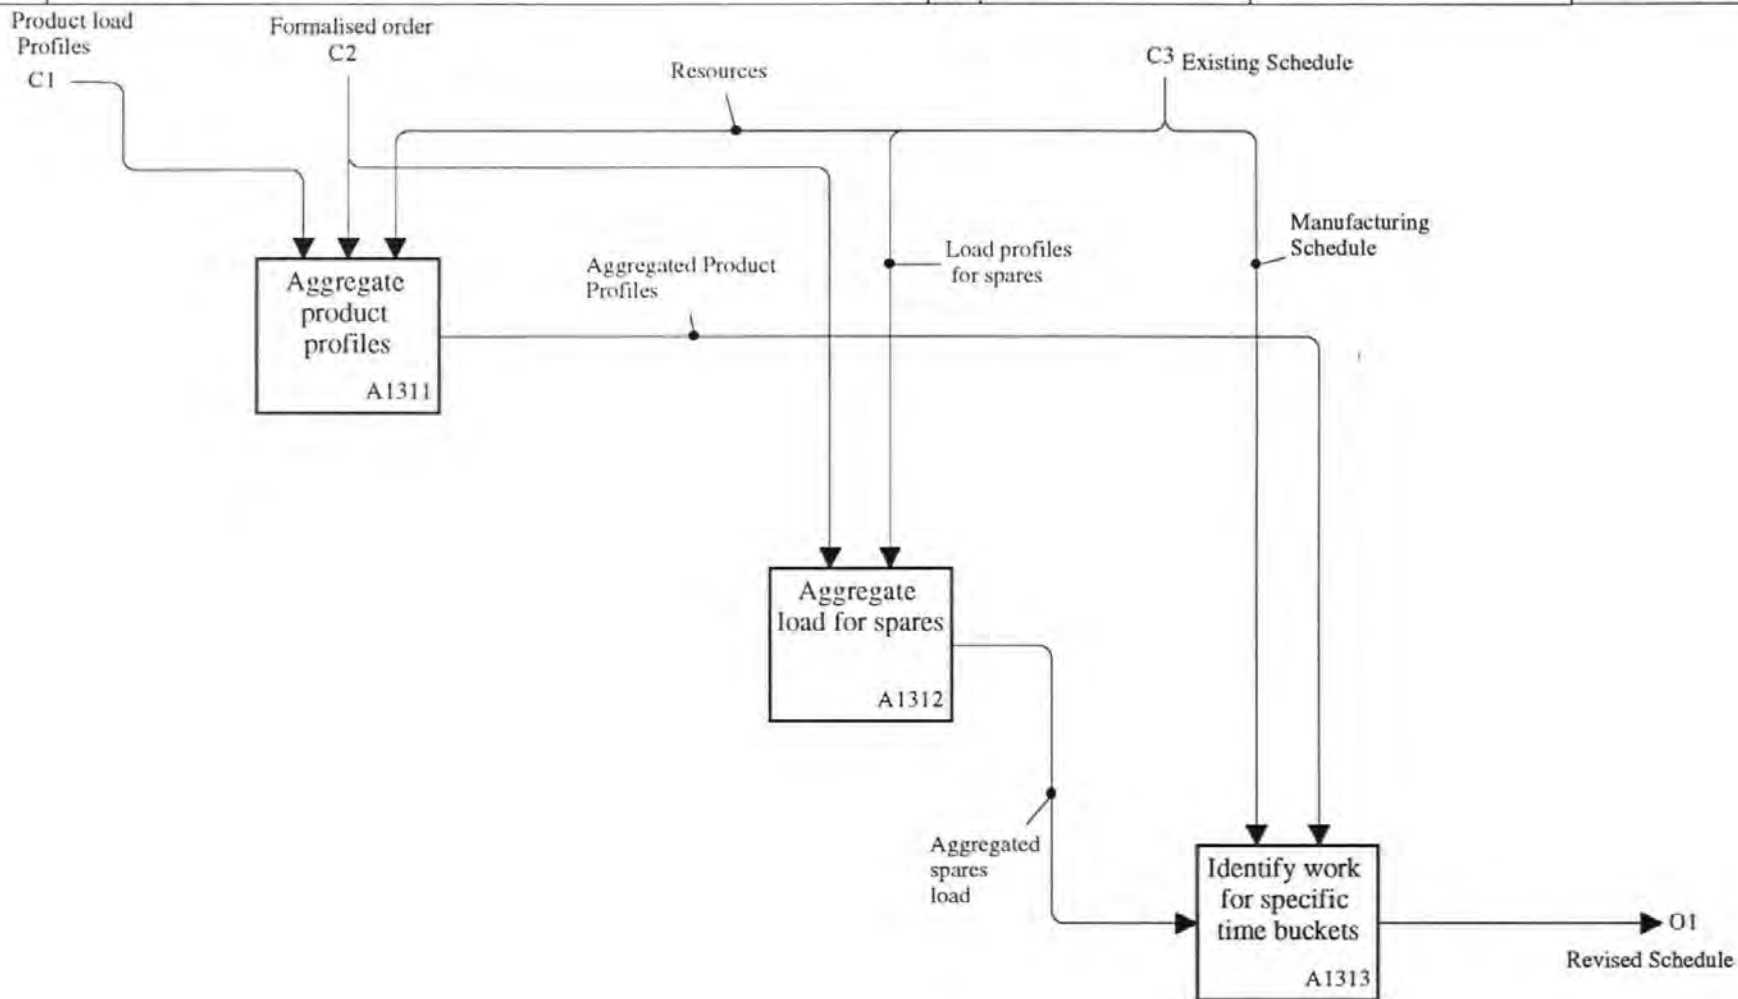 Product load
Profiles
C1
Formalised order
C2
Resources
C3 Existing Schedule
Manufacturing
Schedule
Load profiles
for spares
Aggregated Product
Profiles
Aggregate
product
profiles
A1311
Aggregate
load for spares
A1312
Aggregated
spares
load
Identify work
for specific
time buckets
A1313
O1
Revised Schedule